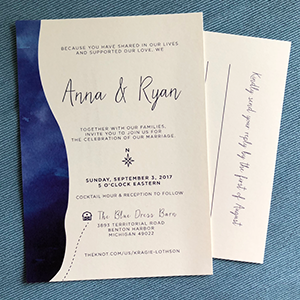 BECAUSE YOU HAVE SHARED IN OUR LIVES
AND SUPPORTED OUR LOVE, WE
Anna & Ryan
TOGETHER WITH OUR FAMILIES,
INVITE YOU TO JOIN US FOR
THE CELEBRATION OF OUR MARRIAGE.
N
SUNDAY, SEPTEMBER 3, 2017
5 O'CLOCK EASTERN
COCKTAIL HOUR & RECEPTION TO FOLLOW
The Blue Dress Barn
3891 TERRITORIAL ROAD
BENTON HARBOR
MICHIGAN 49022
THEKNOT.COM/US/KRAGIE-LOTHSON
Kindly send your reply by the first of August